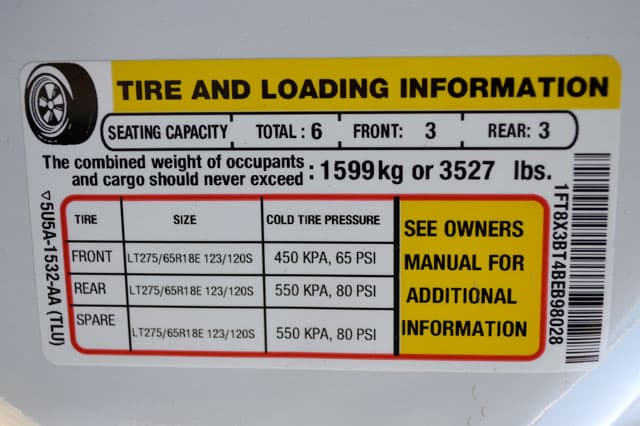 TIRE AND LOADING INFORMATION
SEATING CAPACITY TOTAL : 6 FRONT: 3 REAR: 3
The combined weight of occupants
and cargo should never exceed : 1599kg or 3527 lbs.
TIRE SIZE COLD TIRE PRESSURE
FRONT LT275/65R18E 123/120S 450 KPA, 65 PSI
REAR LT275/65R18E 123/120S 550 KPA, 80 PSI
SPARE LT275/65R18E 123/120S 550 KPA, 80 PSI
SEE OWNERS
MANUAL FOR
ADDITIONAL
INFORMATION
5U5A-1532-AA (TLU)
1FT8X3BT4BEB98028